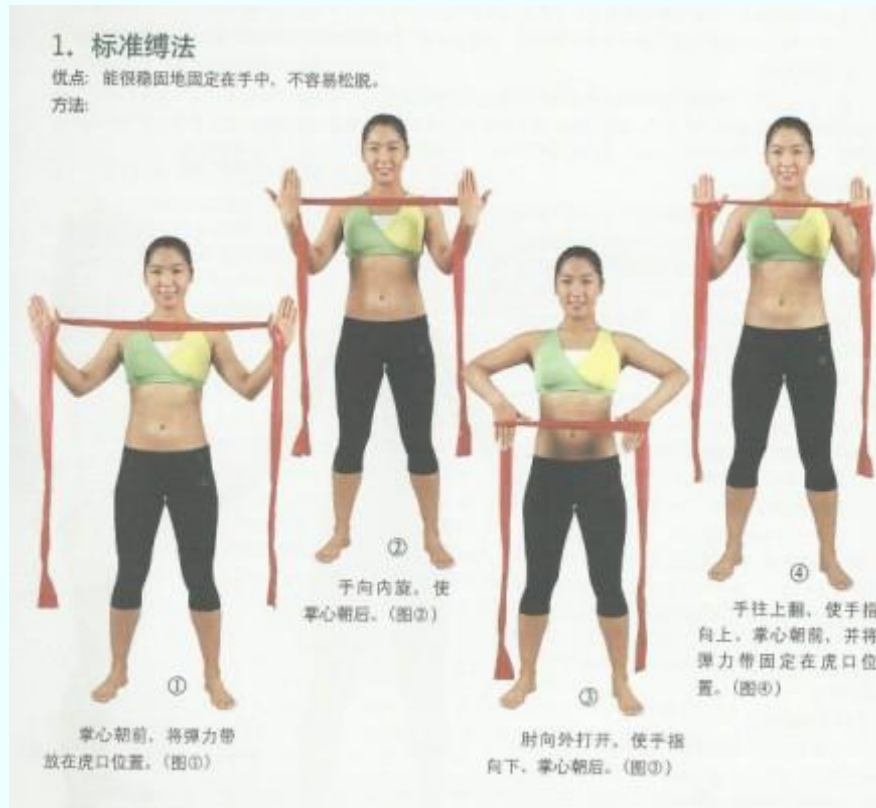 1. 标准缚法
优点: 能很稳固地固定在手中，不容易松脱。
方法:
①
掌心朝前，将弹力带
放在虎口位置。(图①)
②
手向内旋，使
掌心朝后。(图②)
③
肘向外打开，使手指
向下、掌心朝后。(图③)
④
手往上翻，使手指
向上、掌心朝前，并将
弹力带固定在虎口位
置。(图④)